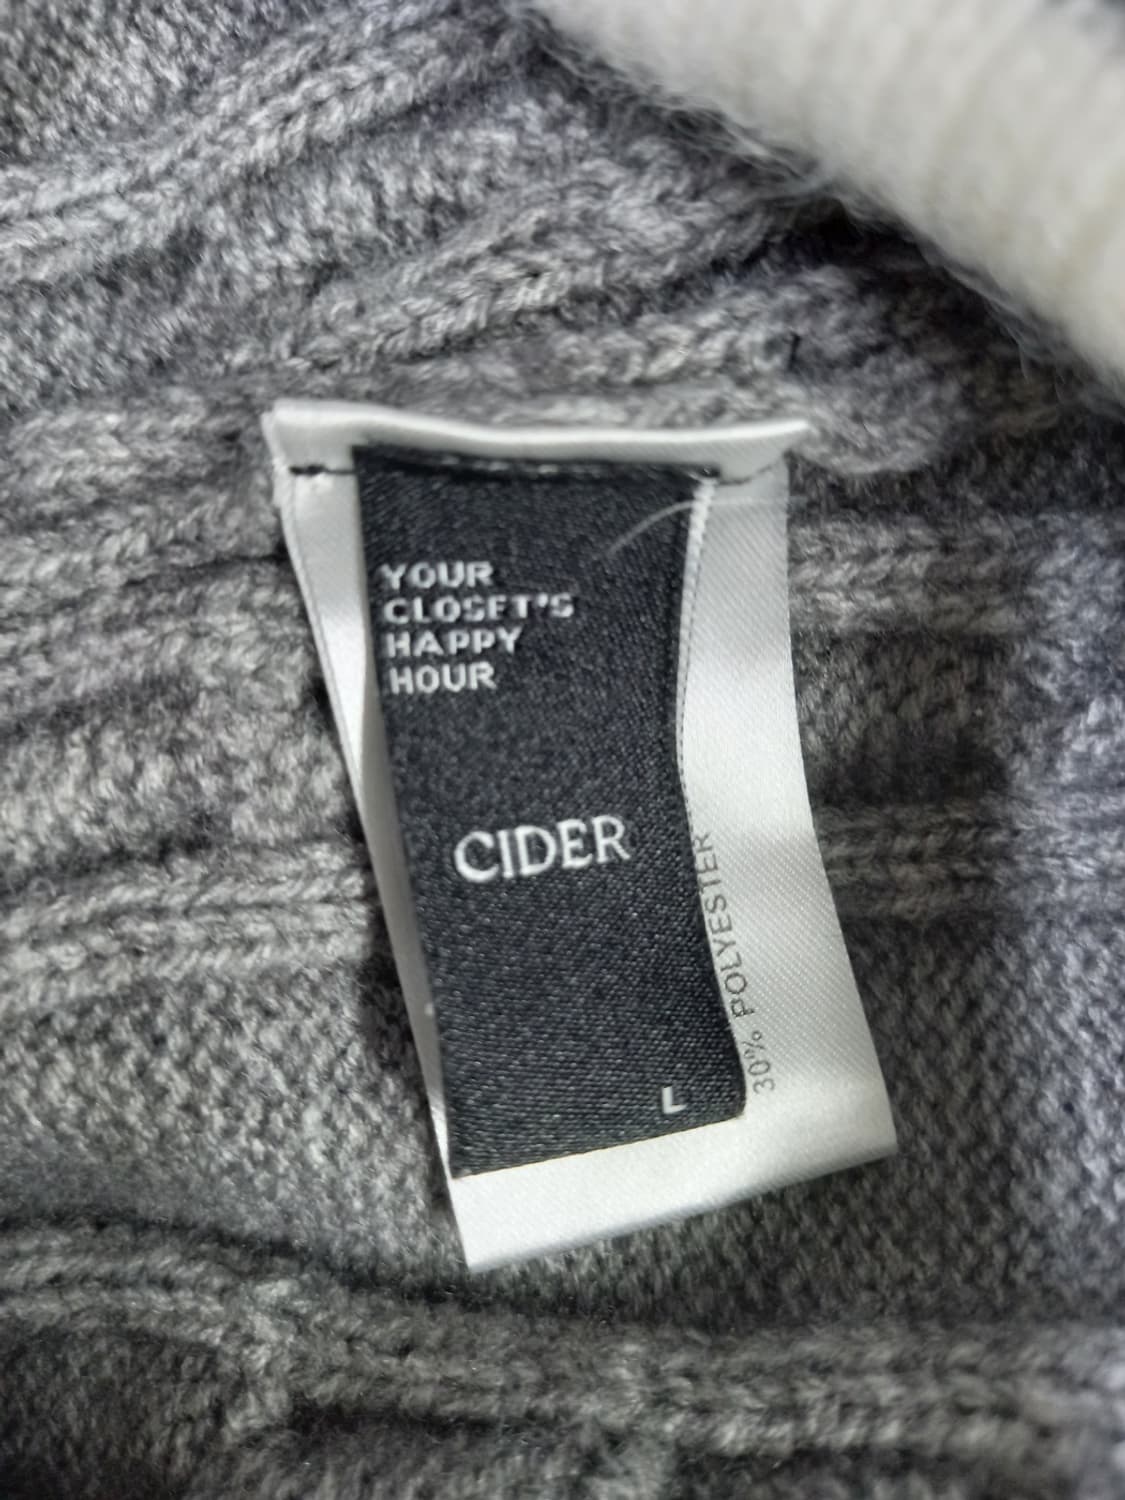 YOUR
CLOSET'S
HAPPY
HOUR
CIDER
L
30% POLYESTER